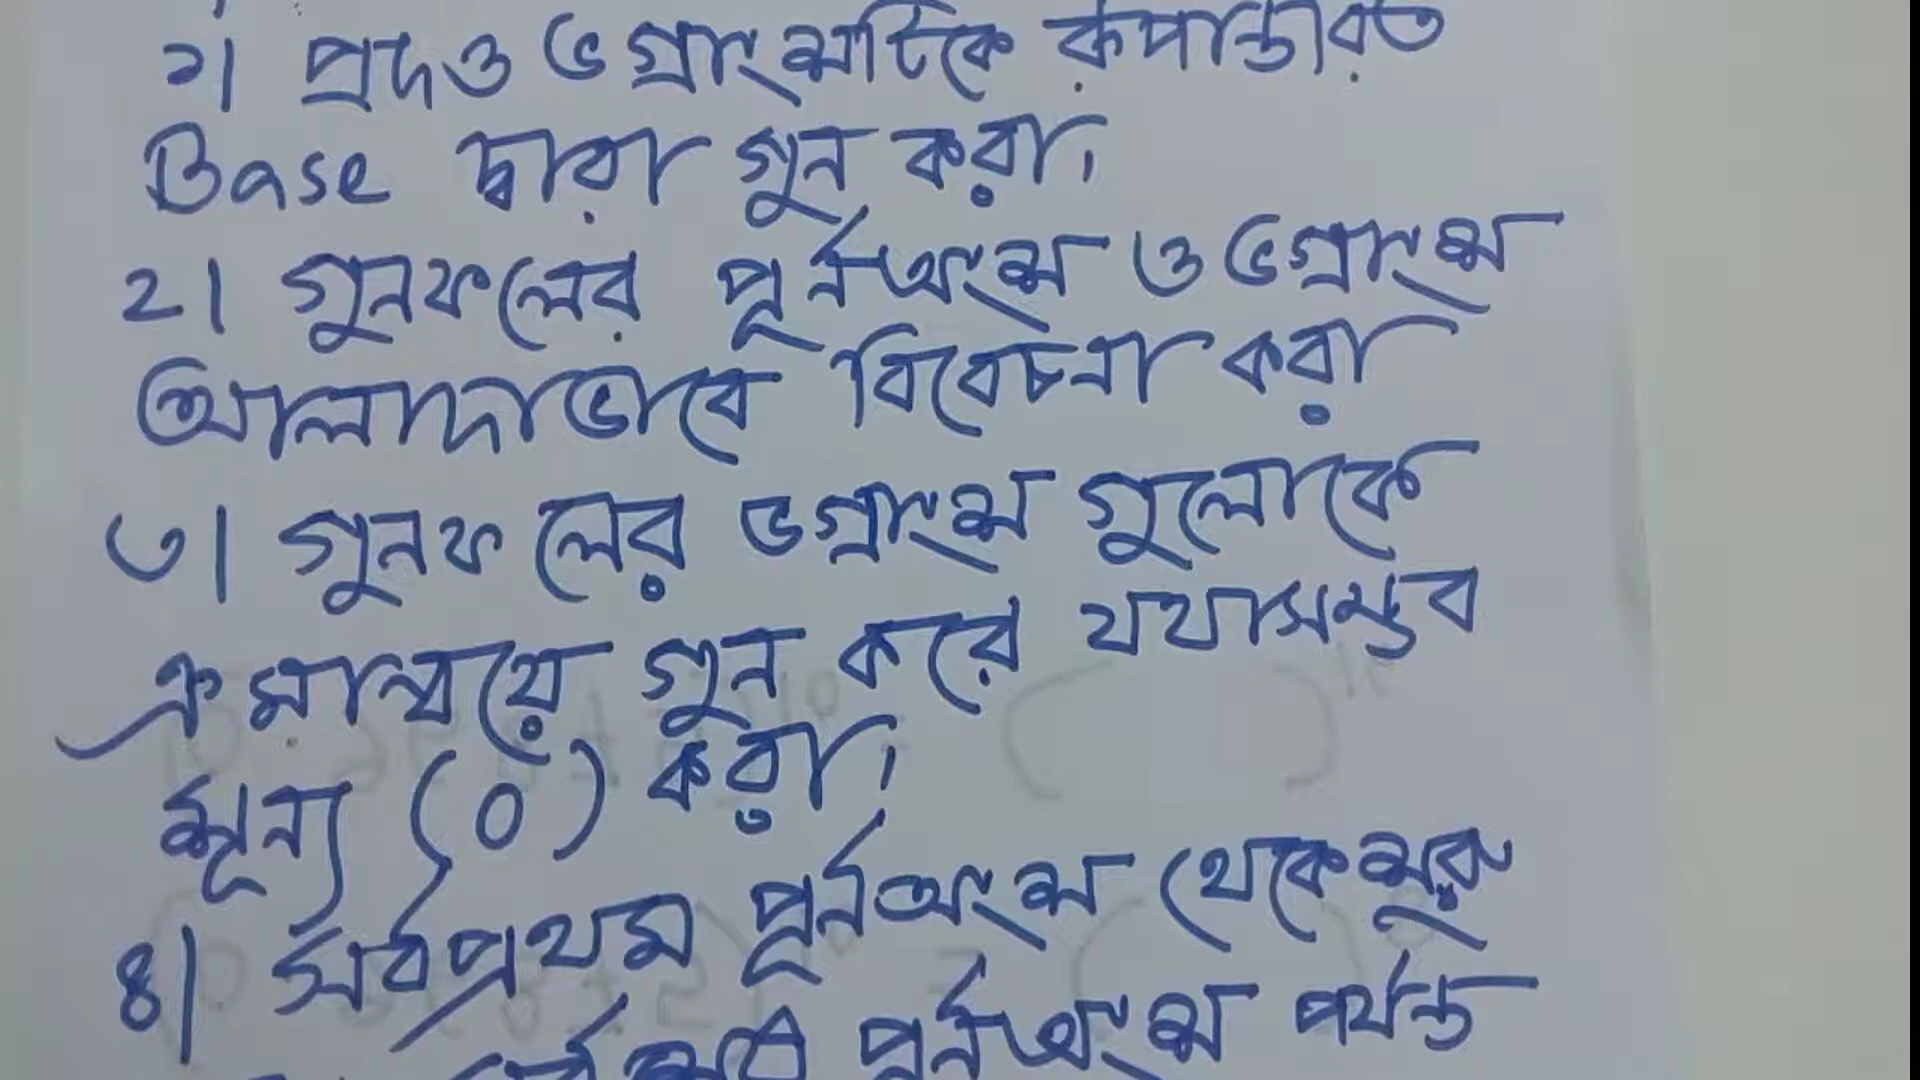 ১। প্রদত্ত ভগ্নাংশটিকে রুপান্তরিত
Base দ্বারা গুন করা।
২। গুনফলের পূর্নঅংশ ও ভগ্নাংশ
আলাদাভাবে বিবেচনা করা
৩। গুনফলের ভগ্নাংশ গুলোকে
ক্রমান্বয়ে গুন করে যথাসম্ভব
শূন্য (০) করা।
৪। সর্বপ্রথম পূর্নঅংশ থেকে শুরু
পূর্নঅংশ পর্যন্ত